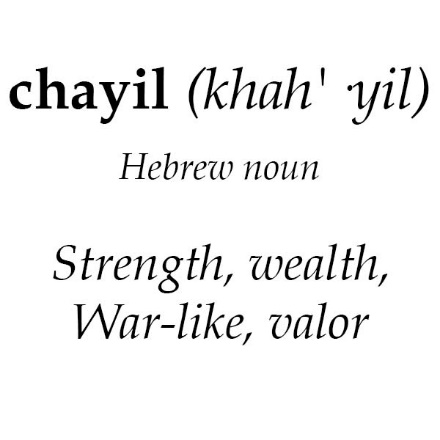 chayil (khah' ·yil)
Hebrew noun
Strength, wealth,
War-like, valor